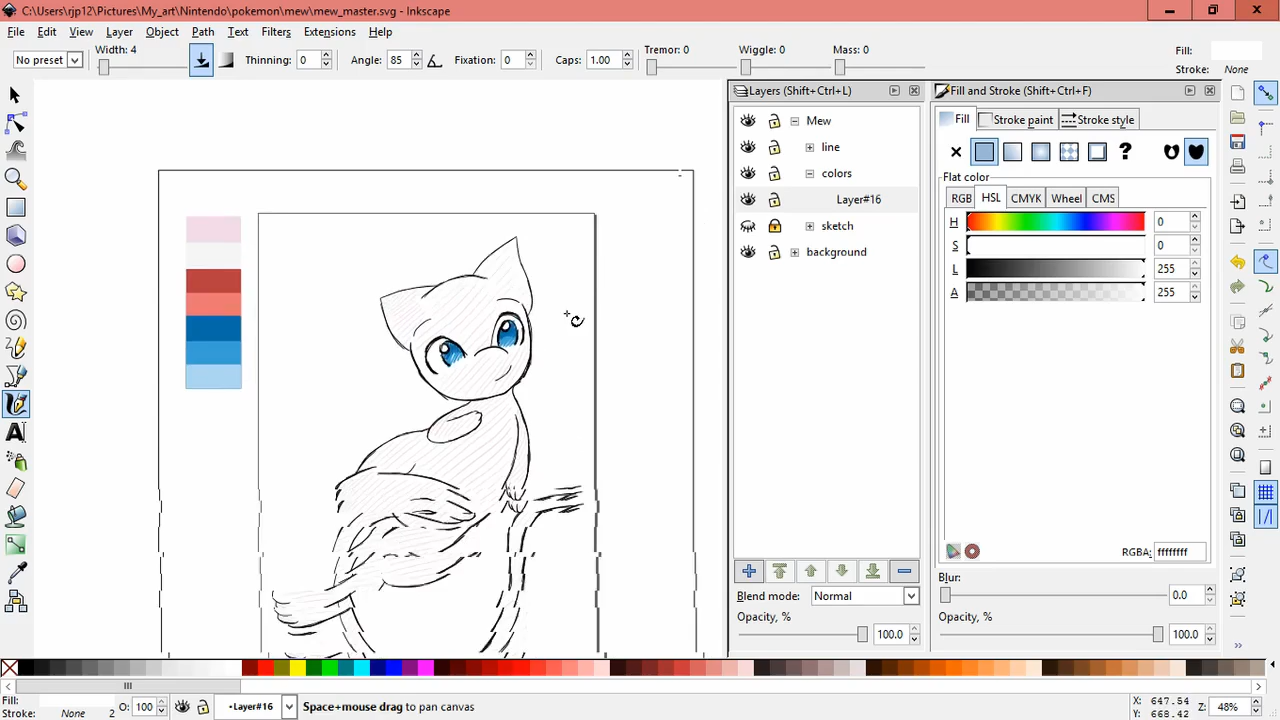 C:\Users\rjp12\Pictures\My_art\Nintendo\pokemon\mew\mew_master.svg - Inkscape
File Edit View Layer Object Path Text Filters Extensions Help
No preset Width: 4 Thinning: 0 Angle: 85 Fixation: 0 Caps: 1.00 Tremor: 0 Wiggle: 0 Mass: 0 Fill:
Stroke: None
Layers (Shift+Ctrl+L)
Mew
line
colors
Layer#16
sketch
background
Blend mode: Normal
Opacity, % 100.0
Fill and Stroke (Shift+Ctrl+F)
Fill Stroke paint Stroke style
?
Flat color
RGB HSL CMYK Wheel CMS
H 0
S 0
L 255
A 255
RGBA: ffffffff
Blur:
0.0
Opacity, %
100.0
Fill:
Stroke: None 2 O: 100 •Layer#16 Space+mouse drag to pan canvas
X: 647.54
Y: 668.42
Z: 48%